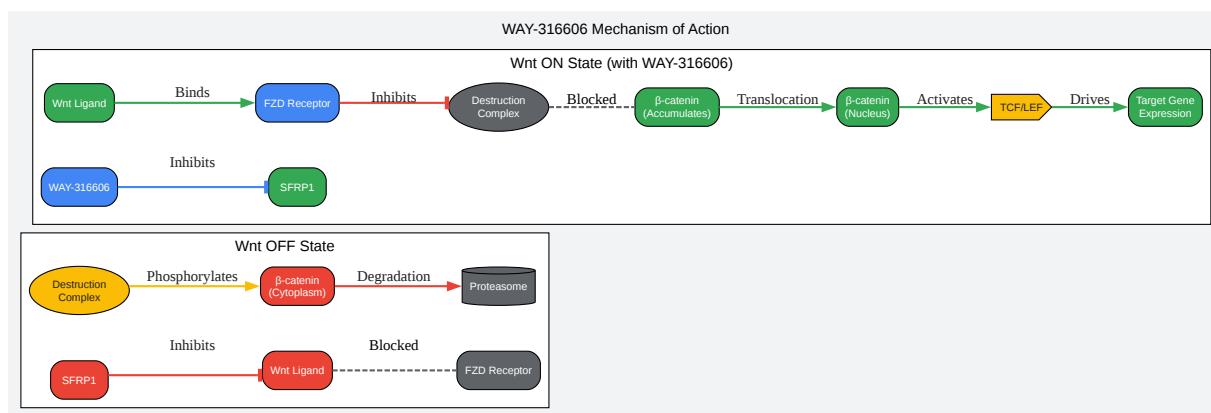 WAY-316606 Mechanism of Action
Wnt ON State (with WAY-316606)
Wnt Ligand
Binds
FZD Receptor
Inhibits
Destruction
Complex
Blocked
β-catenin
(Accumulates)
Translocation
β-catenin
(Nucleus)
Activates
TCF/LEF
Drives
Target Gene
Expression
WAY-316606
Inhibits
SFRP1
Wnt OFF State
Destruction
Complex
Phosphorylates
β-catenin
(Cytoplasm)
Degradation
Proteasome
SFRP1
Inhibits
Wnt Ligand
Blocked
FZD Receptor